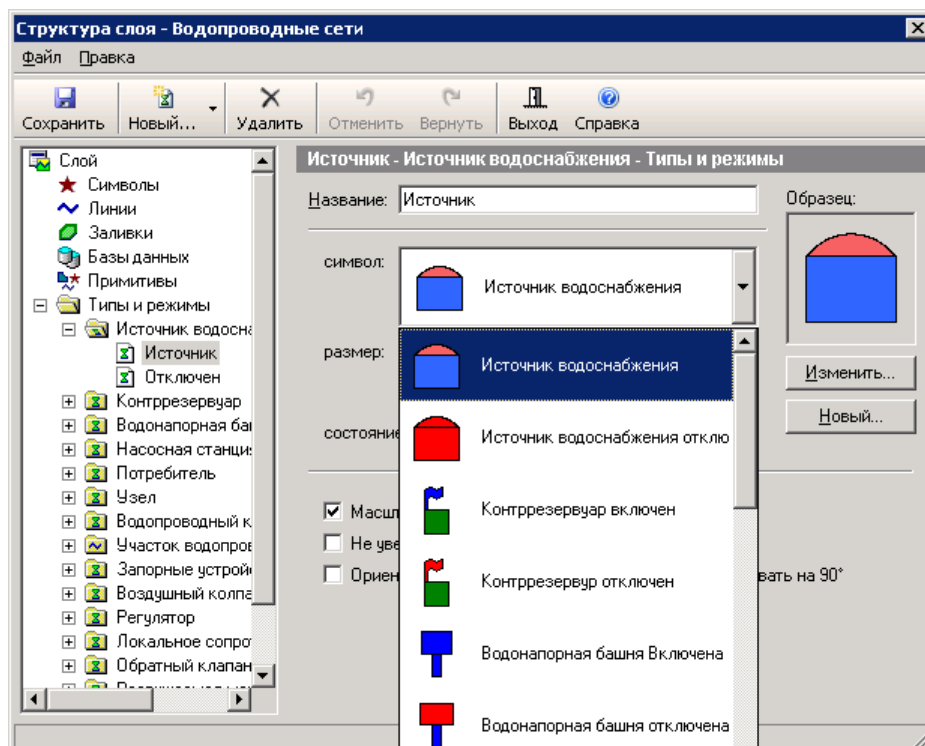 Структура слоя - Водопроводные сети
Файл Правка
Сохранить Новый... Удалить Отменить Вернуть Выход Справка
Слой
Символы
Линии
Заливки
Базы данных
Примитивы
Типы и режимы
Источник водосна
Источник
Отключен
Контррезервуар
Водонапорная ба
Насосная станци
Потребитель
Узел
Водопроводный к
Участок водопров
Запорные устрой
Воздушный колпа
Регулятор
Локальное сопро
Обратный клапан
Источник - Источник водоснабжения - Типы и режимы
Название: Источник
Образец:
символ: Источник водоснабжения
размер:
состояние
Источник водоснабжения
Источник водоснабжения отклю
Контррезервуар включен
Контррезервур отключен
Водонапорная башня Включена
Водонапорная башня отключена
Изменить...
Новый...
Масш
Не уве
Ориен вать на 90°